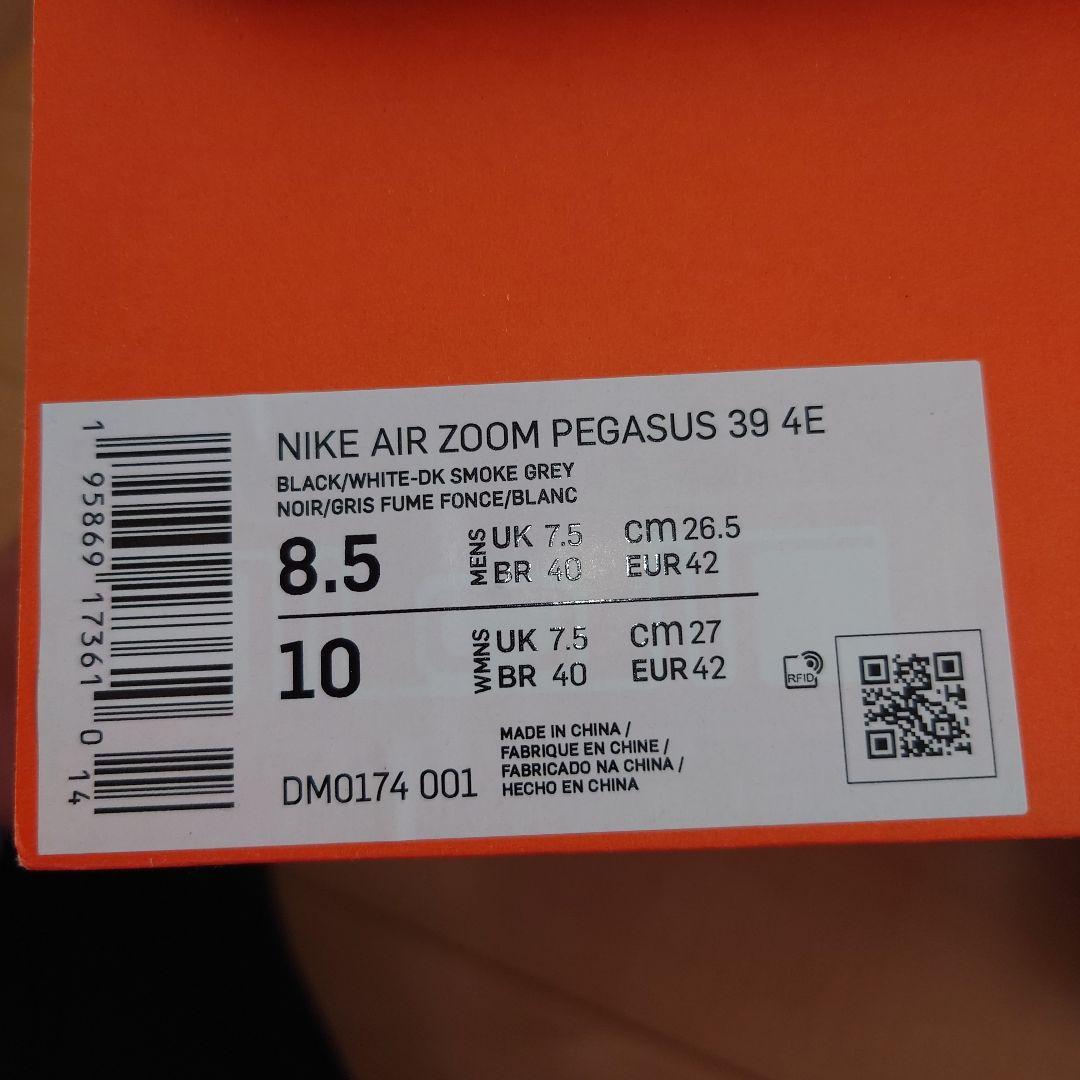 NIKE AIR ZOOM PEGASUS 39 4E
BLACK/WHITE-DK SMOKE GREY
NOIR/GRIS FUME FONCE/BLANC
8.5 MENS UK 7.5 cm 26.5
BR 40 EUR 42
10 WMNS UK 7.5 cm 27
BR 40 EUR 42
RFID
MADE IN CHINA /
FABRIQUE EN CHINE /
FABRICADO NA CHINA /
HECHO EN CHINA
DM0174 001
1 95869 17361 0 14